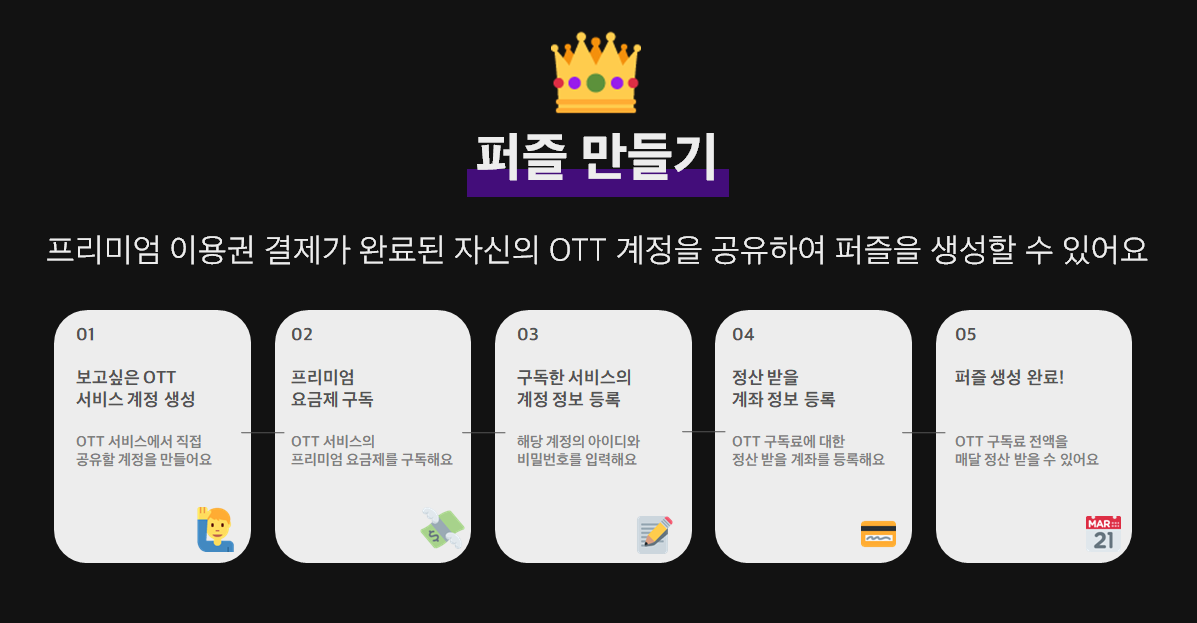 퍼즐 만들기
프리미엄 이용권 결제가 완료된 자신의 OTT 계정을 공유하여 퍼즐을 생성할 수 있어요
01
보고싶은 OTT
서비스 계정 생성
OTT 서비스에서 직접
공유할 계정을 만들어요
02
프리미엄
요금제 구독
OTT 서비스의
프리미엄 요금제를 구독해요
03
구독한 서비스의
계정 정보 등록
해당 계정의 아이디와
비밀번호를 입력해요
04
정산 받을
계좌 정보 등록
OTT 구독료에 대한
정산 받을 계좌를 등록해요
05
퍼즐 생성 완료!
OTT 구독료 전액을
매달 정산 받을 수 있어요
MAR
21